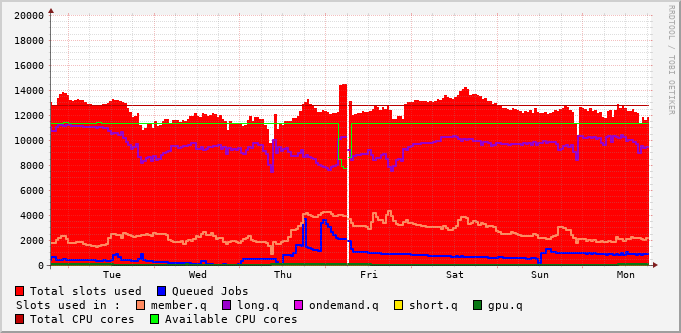 20000
18000
16000
14000
12000
10000
8000
6000
4000
2000
0
Tue Wed Thu Fri Sat Sun Mon
RRDTOOL / TOBI OETIKER
Total slots used Queued Jobs
Slots used in : member.q long.q ondemand.q short.q gpu.q
Total CPU cores Available CPU cores